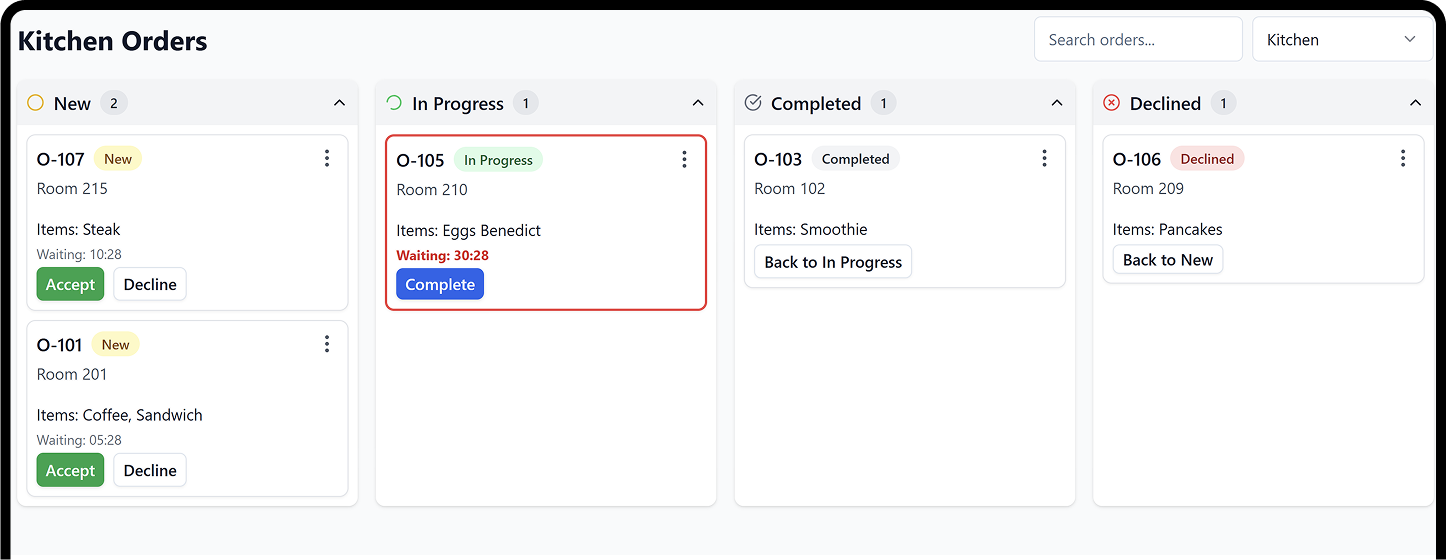 Kitchen Orders
Search orders...
Kitchen
New 2
O-107 New
Room 215
Items: Steak
Waiting: 10:28
Accept Decline
O-101 New
Room 201
Items: Coffee, Sandwich
Waiting: 05:28
Accept Decline
In Progress 1
O-105 In Progress
Room 210
Items: Eggs Benedict
Waiting: 30:28
Complete
Completed 1
O-103 Completed
Room 102
Items: Smoothie
Back to In Progress
Declined 1
O-106 Declined
Room 209
Items: Pancakes
Back to New